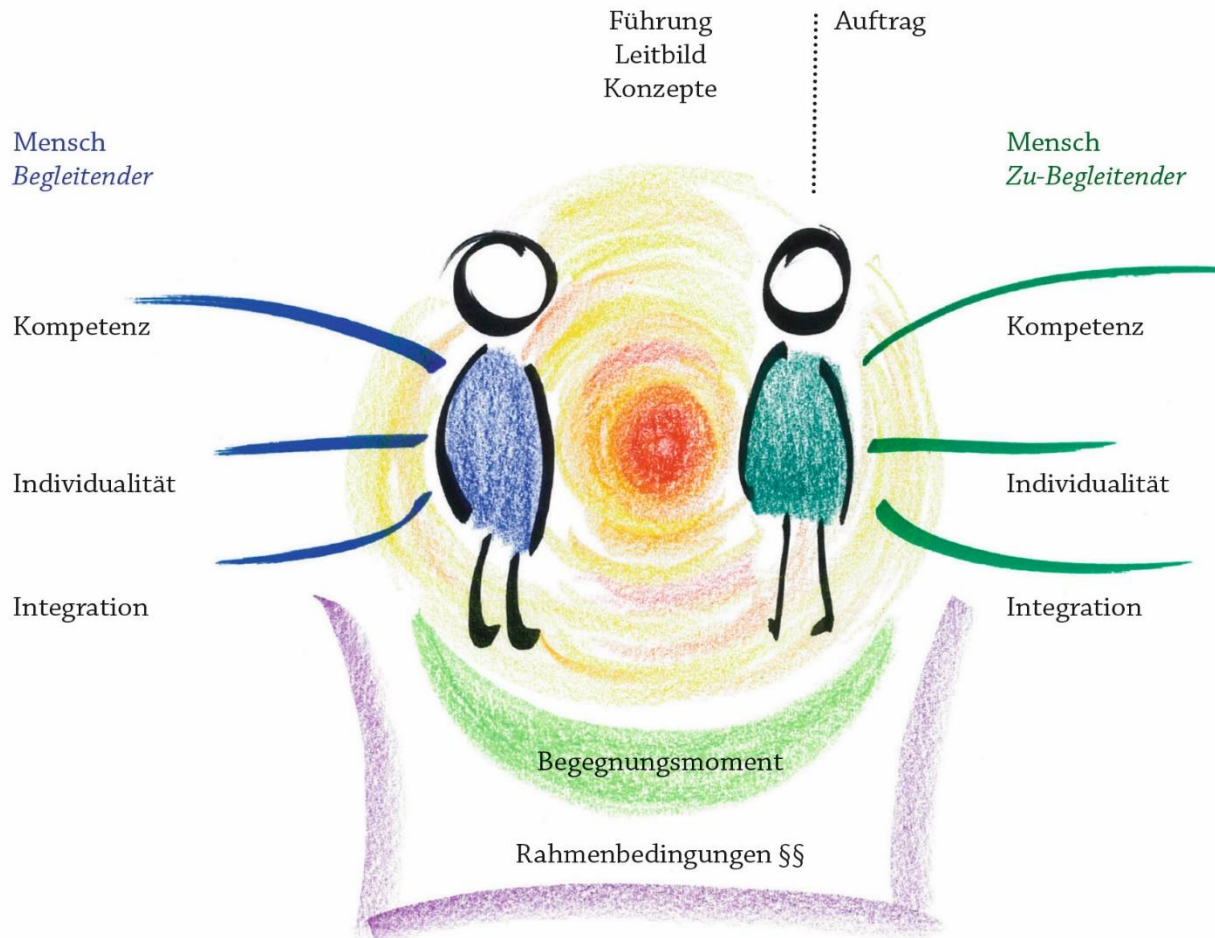 Führung
Leitbild
Konzepte
Auftrag
Mensch
Begleitender
Mensch
Zu-Begleitender
Kompetenz
Kompetenz
Individualität
Individualität
Integration
Integration
Begegnungsmoment
Rahmenbedingungen §§